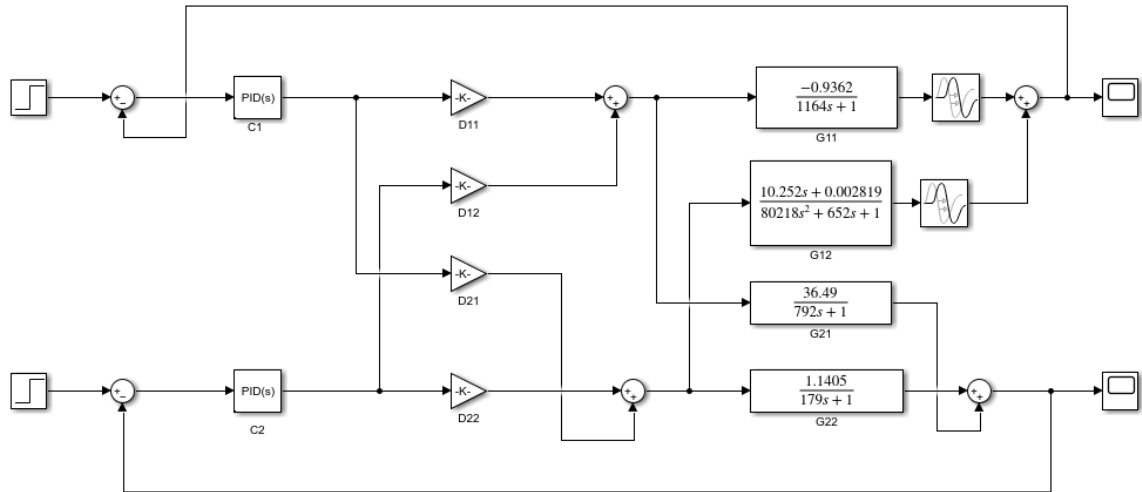 +
−
PID(s)
C1
-K-
D11
+
+
−0.9362
1164s + 1
G11
+
+
-K-
D12
10.252s + 0.002819
80218s² + 652s + 1
G12
-K-
D21
36.49
792s + 1
G21
+
−
PID(s)
C2
-K-
D22
+
+
1.1405
179s + 1
G22
+
+